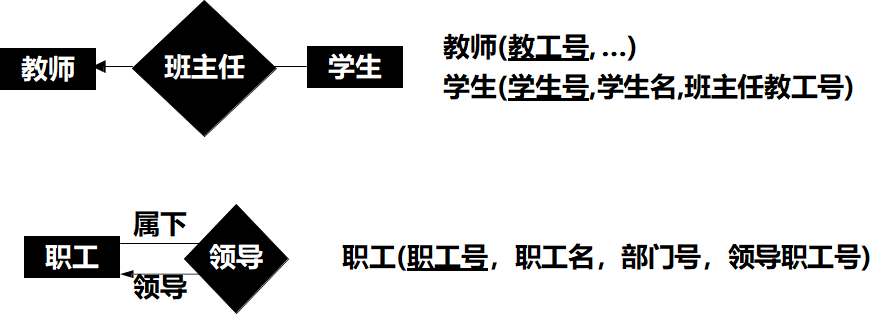 教师
班主任
学生
教师(教工号, …)
学生(学生号,学生名,班主任教工号)
属下
职工
领导
领导
职工(职工号，职工名，部门号，领导职工号)